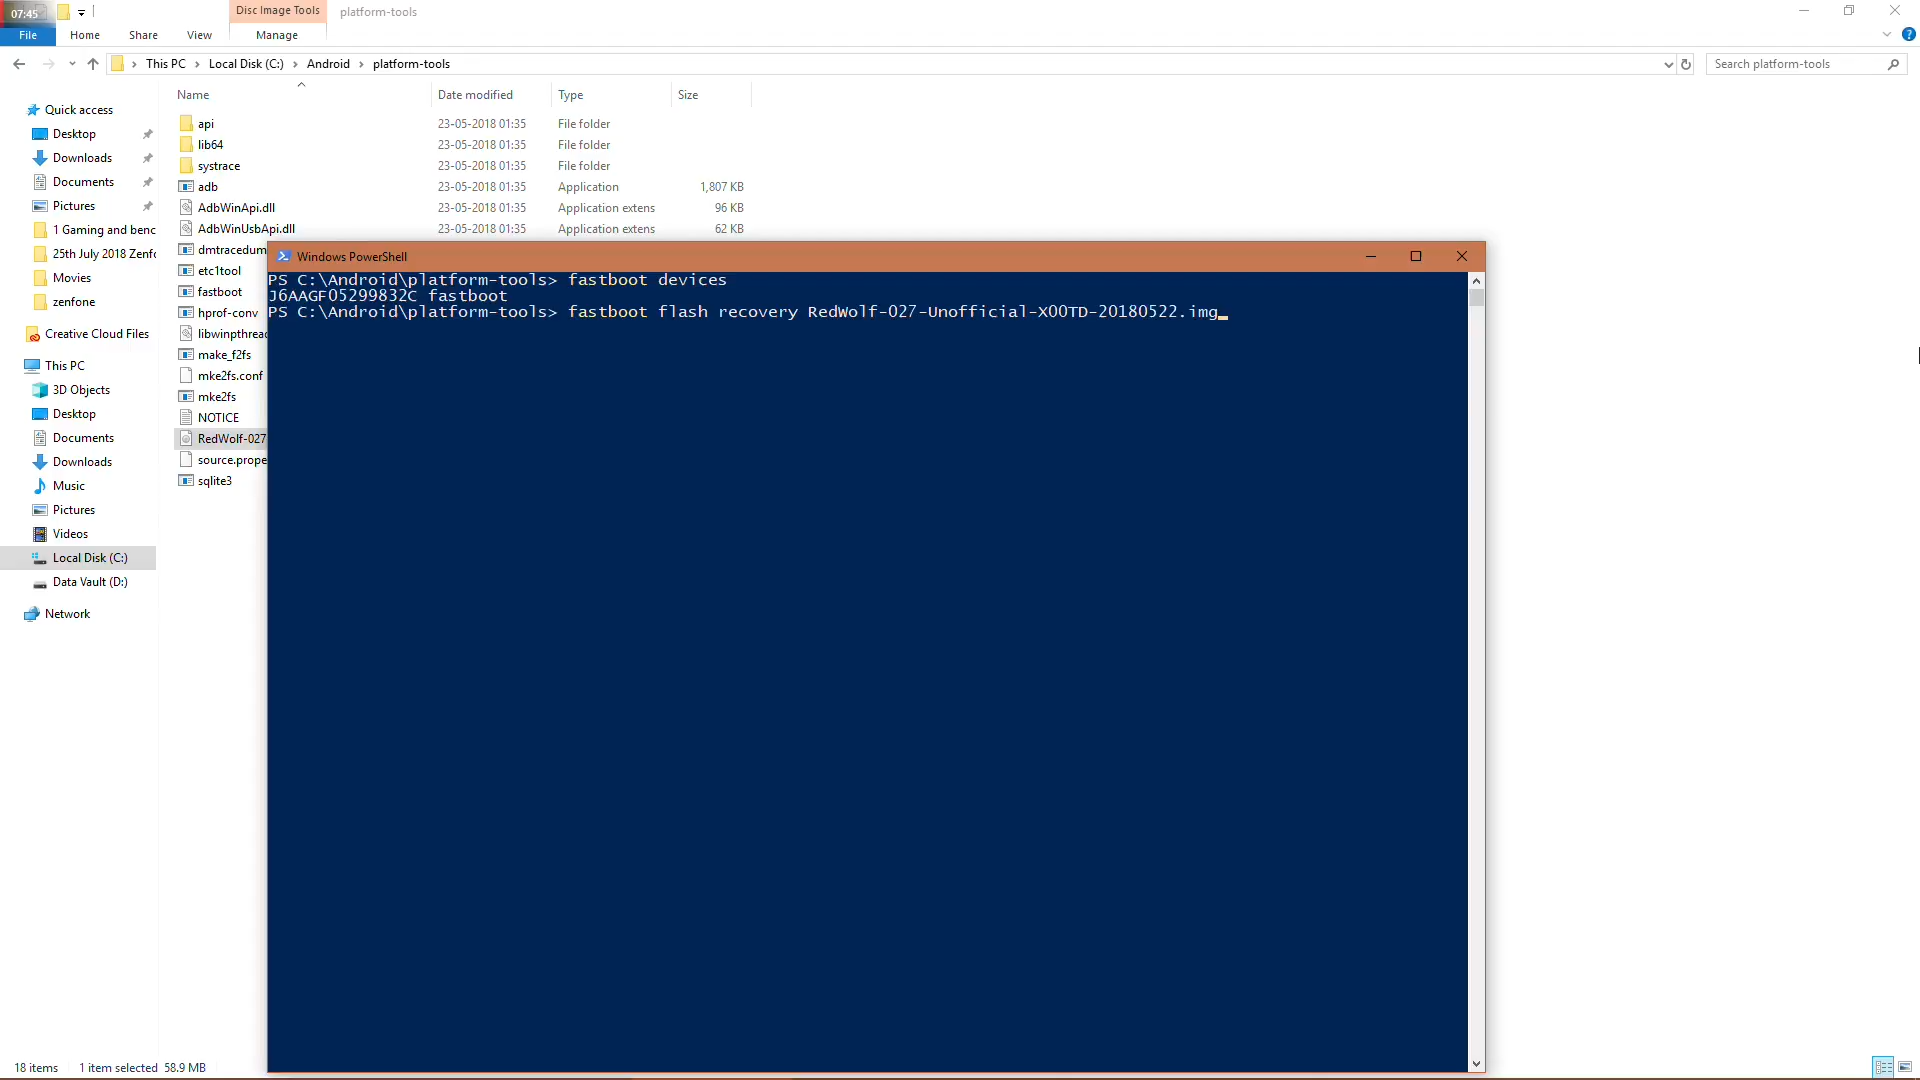 07:45
Disc Image Tools
platform-tools
File
Home
Share
View
Manage
This PC
Local Disk (C:)
Android
platform-tools
Search platform-tools
Name
Date modified
Type
Size
Quick access
Desktop
Downloads
Documents
Pictures
1 Gaming and benc
25th July 2018 Zenfo
Movies
zenfone
Creative Cloud Files
This PC
3D Objects
Desktop
Documents
Downloads
Music
Pictures
Videos
Local Disk (C:)
Data Vault (D:)
Network
api 23-05-2018 01:35 File folder
lib64 23-05-2018 01:35 File folder
systrace 23-05-2018 01:35 File folder
adb 23-05-2018 01:35 Application 1,807 KB
AdbWinApi.dll 23-05-2018 01:35 Application extens 96 KB
AdbWinUsbApi.dll 23-05-2018 01:35 Application extens 62 KB
dmtracedum
etc1tool
fastboot
hprof-conv
libwinpthreac
make_f2fs
mke2fs.conf
mke2fs
NOTICE
RedWolf-027
source.prope
sqlite3
Windows PowerShell
PS C:\Android\platform-tools> fastboot devices
J6AAGF05299832C fastboot
PS C:\Android\platform-tools> fastboot flash recovery RedWolf-027-Unofficial-X00TD-20180522.img
18 items
1 item selected 58.9 MB